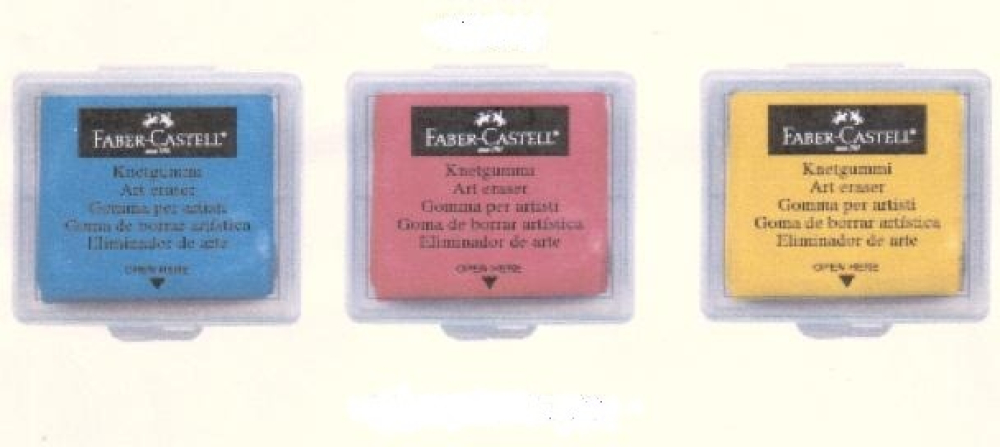 FABER-CASTELL®
Knetgummi
Art eraser
Gomma per artisti
Goma de borrar artística
Eliminador de arte
OPEN HERE
FABER-CASTELL®
Knetgummi
Art eraser
Gomma per artisti
Goma de borrar artística
Eliminador de arte
OPEN HERE
FABER-CASTELL®
Knetgummi
Art eraser
Gomma per artisti
Goma de borrar artística
Eliminador de arte
OPEN HERE